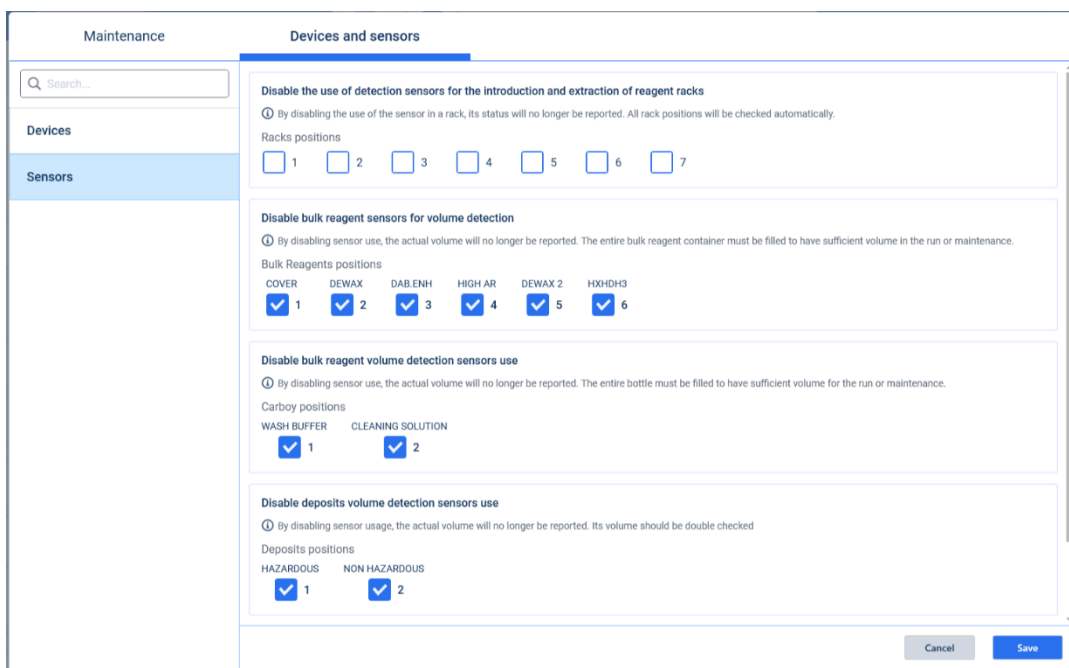 Maintenance
Devices and sensors
Search...
Devices
Sensors
Disable the use of detection sensors for the introduction and extraction of reagent racks
By disabling the use of the sensor in a rack, its status will no longer be reported. All rack positions will be checked automatically.
Racks positions
1 2 3 4 5 6 7
Disable bulk reagent sensors for volume detection
By disabling sensor use, the actual volume will no longer be reported. The entire bulk reagent container must be filled to have sufficient volume in the run or maintenance.
Bulk Reagents positions
COVER DEWAX DAB.ENH HIGH AR DEWAX 2 HXHDH3
1 2 3 4 5 6
Disable bulk reagent volume detection sensors use
By disabling sensor use, the actual volume will no longer be reported. The entire bottle must be filled to have sufficient volume for the run or maintenance.
Carboy positions
WASH BUFFER CLEANING SOLUTION
1 2
Disable deposits volume detection sensors use
By disabling sensor usage, the actual volume will no longer be reported. Its volume should be double checked
Deposits positions
HAZARDOUS NON HAZARDOUS
1 2
Cancel Save